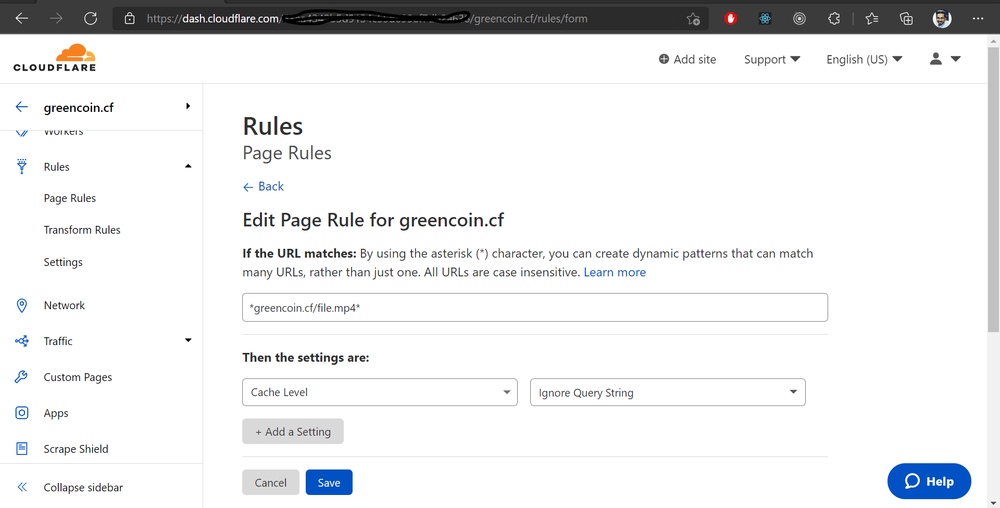 https://dash.cloudflare.com/ /greencoin.cf/rules/form
CLOUDFLARE
Add site
Support
English (US)
greencoin.cf
Workers
Rules
Page Rules
Transform Rules
Settings
Network
Traffic
Custom Pages
Apps
Scrape Shield
Collapse sidebar
Rules
Page Rules
Back
Edit Page Rule for greencoin.cf
If the URL matches: By using the asterisk (*) character, you can create dynamic patterns that can match
many URLs, rather than just one. All URLs are case insensitive. Learn more
*greencoin.cf/file.mp4*
Then the settings are:
Cache Level
Ignore Query String
+ Add a Setting
Cancel
Save
Help